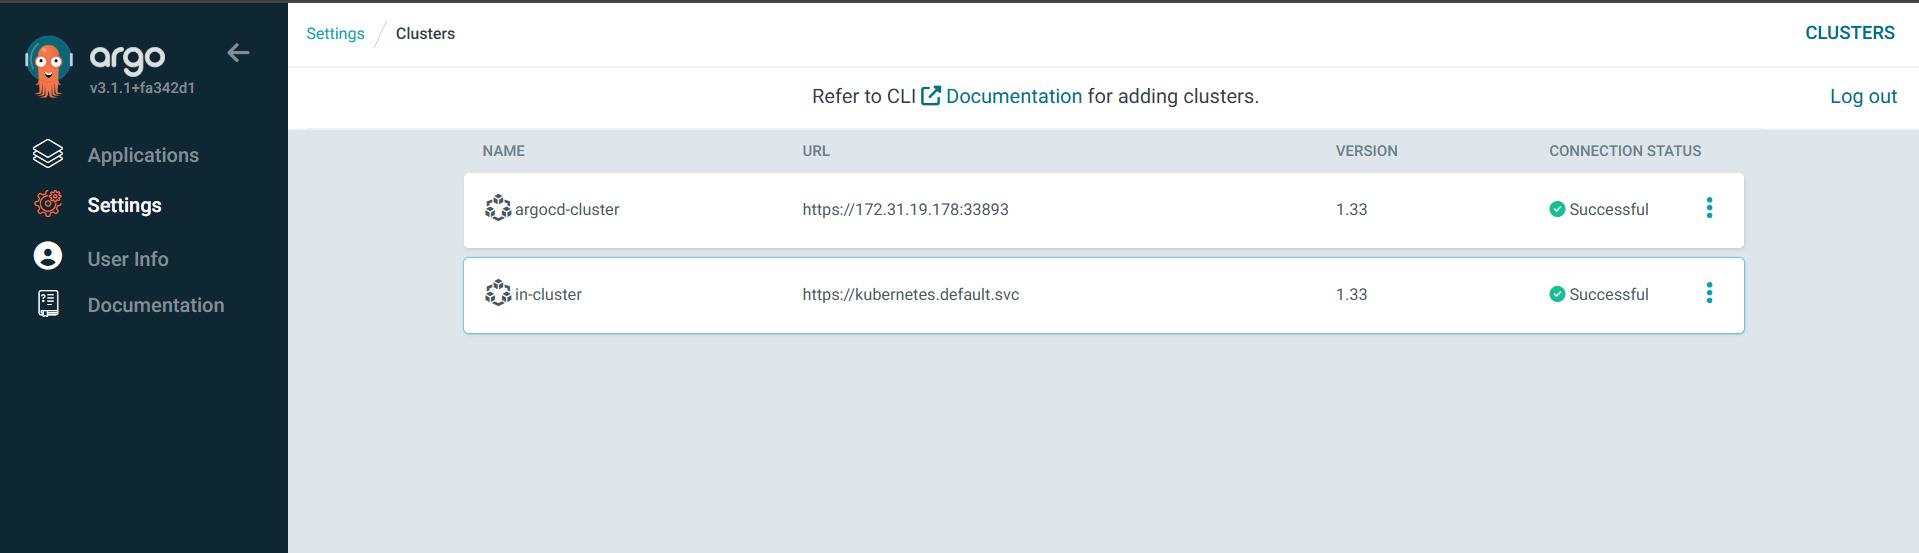 argo
v3.1.1+fa342d1
Applications
Settings
User Info
Documentation
Settings / Clusters
CLUSTERS
Refer to CLI Documentation for adding clusters.
Log out
NAME URL VERSION CONNECTION STATUS
argocd-cluster https://172.31.19.178:33893 1.33 Successful
in-cluster https://kubernetes.default.svc 1.33 Successful